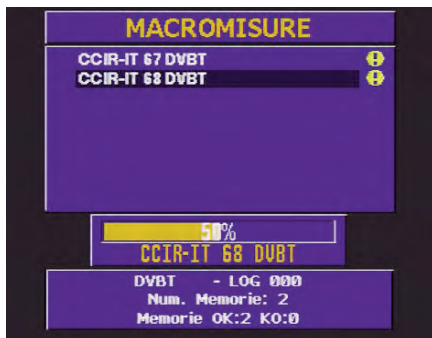 MACROMISURE
CCIR-IT 67 DVBT
CCIR-IT 68 DVBT
50%
CCIR-IT 68 DVBT
DVBT - LOG 000
Num. Memorie: 2
Memorie OK:2 KO:0